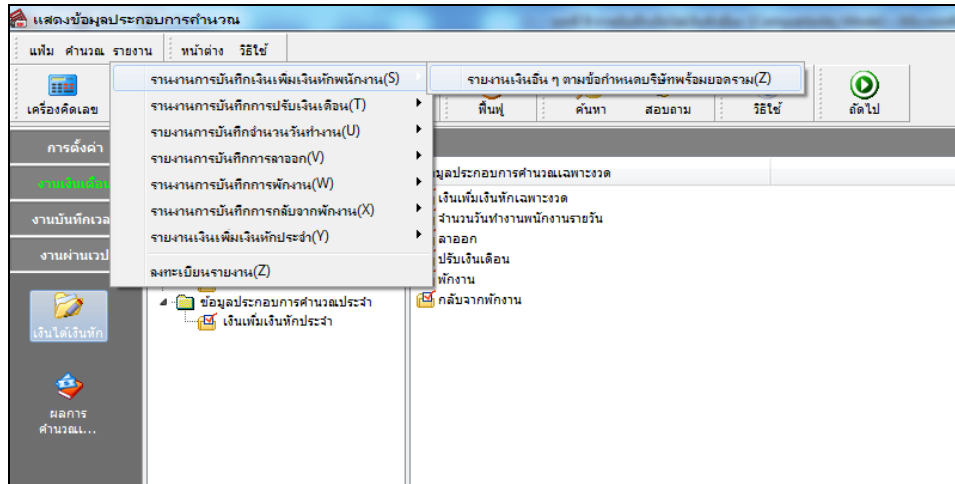 แสดงข้อมูลประกอบการคำนวณ
แฟ้ม คำนวณ รายงาน หน้าต่าง วิธีใช้
รานงานการบันทึกเงินเพิ่มเงินหักพนักงาน(S)
รายงานเงินอื่น ๆ ตามข้อกำหนดบริษัทพร้อมยอดรวม(Z)
เครื่องคิดเลข
ฟื้นฟู ค้นหา สอบถาม วิธีใช้ ถัดไป
รานงานการบันทึกการปรับเงินเดือน(T)
รายงานการบันทึกจำนวนวันทำงาน(U)
รายงานการบันทึกการลาออก(V)
รานงานการบันทึกการพักงาน(W)
รานงานการบันทึกการกลับจากพักงาน(X)
รายงานเงินเพิ่มเงินหักประจำ(Y)
ลงทะเบียนรายงาน(Z)
การตั้งค่า
งานเงินเดือน
งานบันทึกเวล
งานผ่านเวป
เงินได้เงินหัก
ผลการ
คำนวณ...
ข้อมูลประกอบการคำนวณประจำ
เงินเพิ่มเงินหักประจำ
มูลประกอบการคำนวณเฉพาะงวด
เงินเพิ่มเงินหักเฉพาะงวด
จำนวนวันทำงานพนักงานรายวัน
ลาออก
ปรับเงินเดือน
พักงาน
กลับจากพักงาน